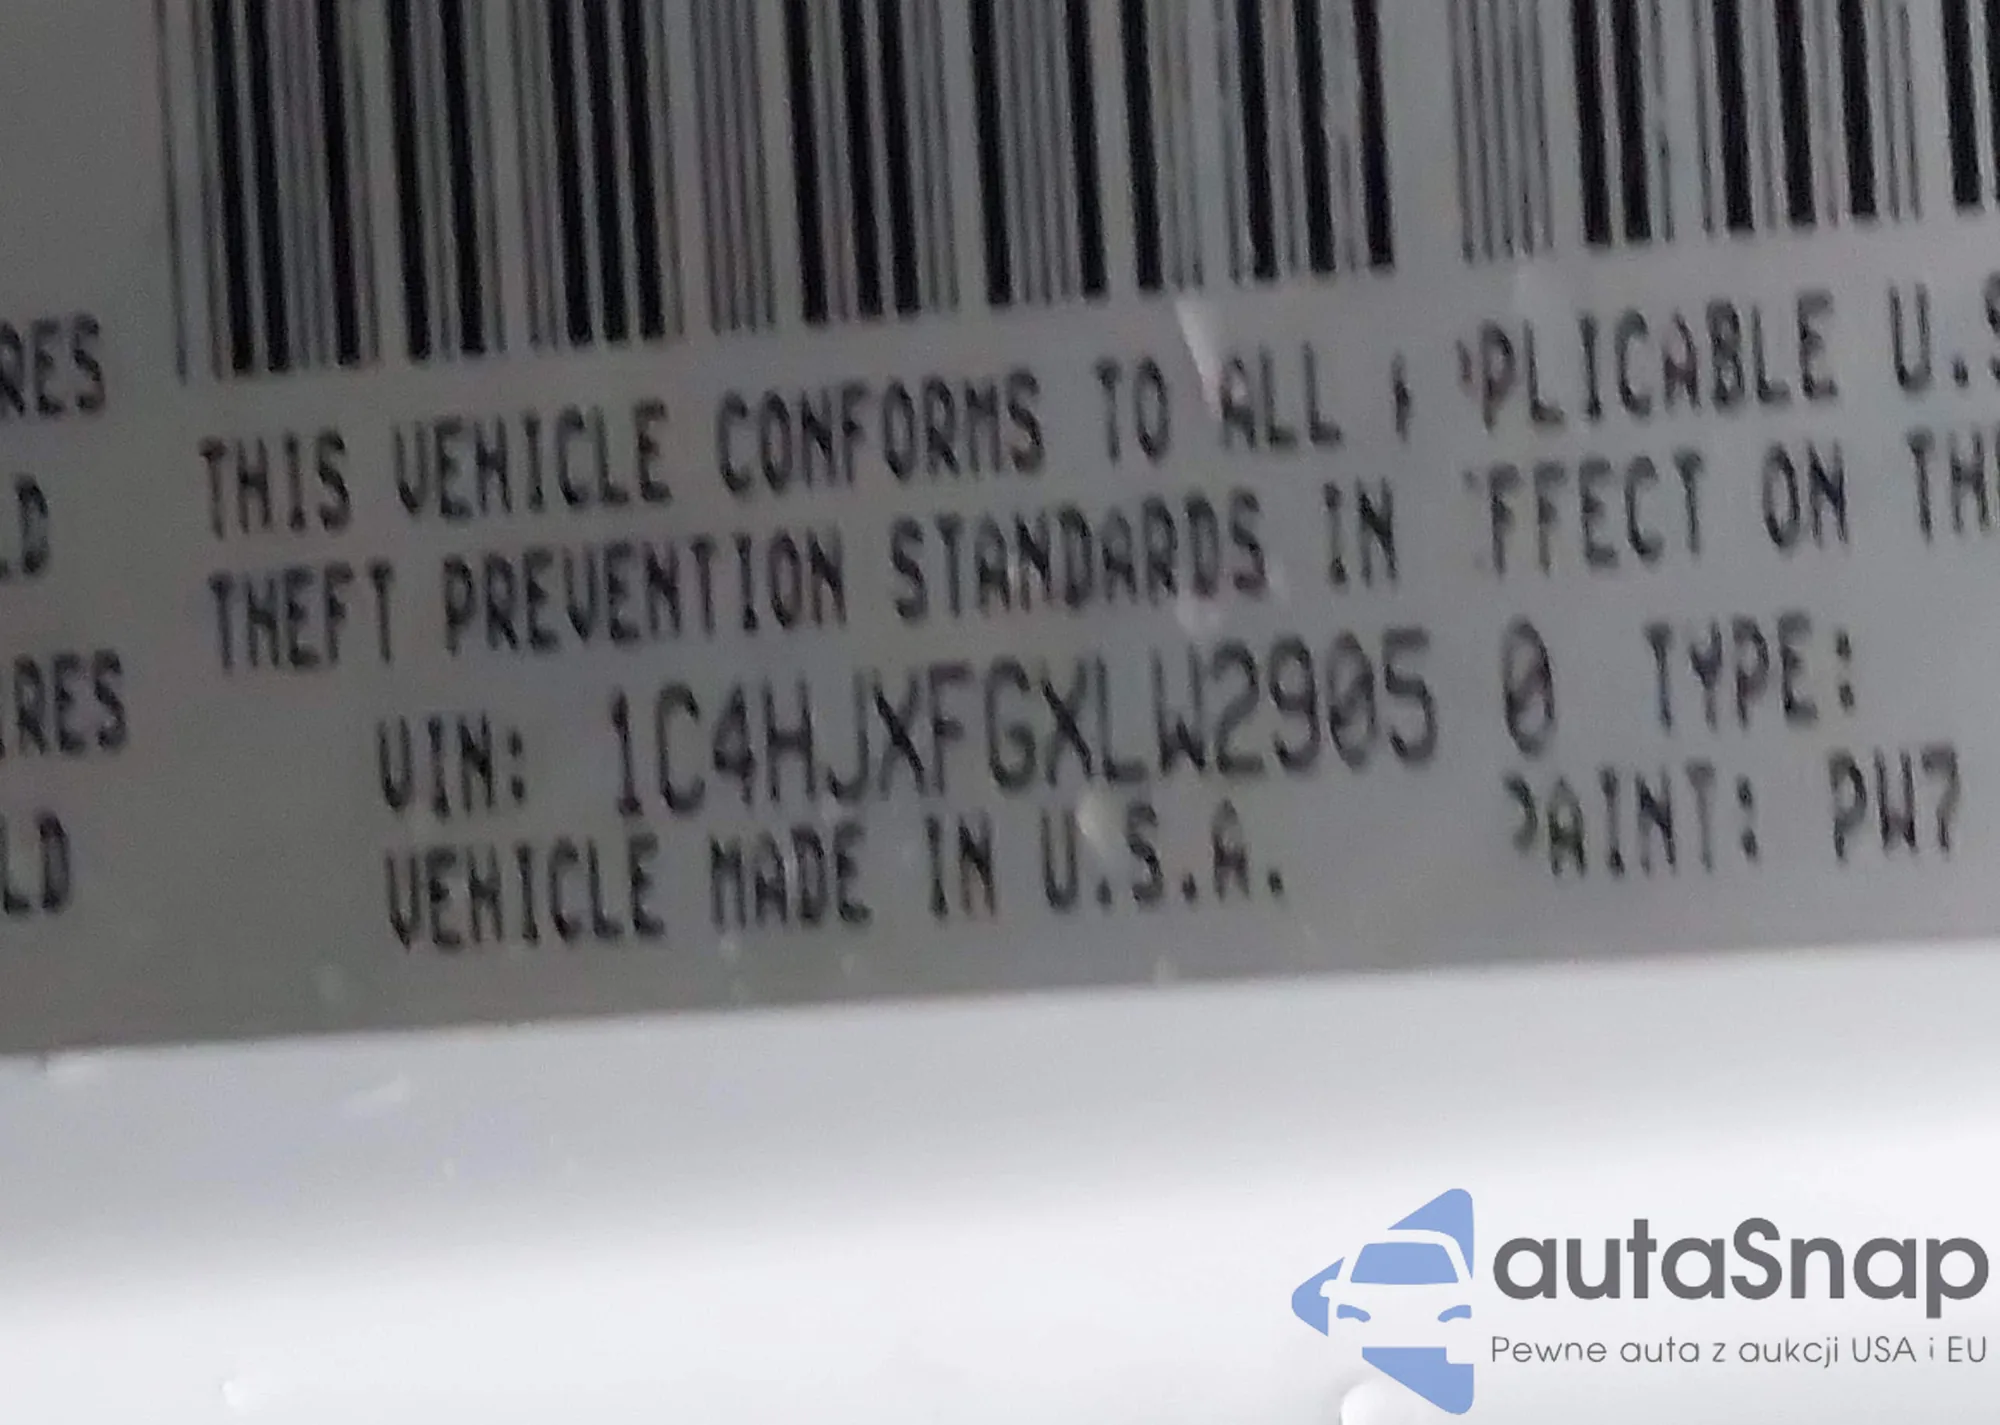 RES
LD
RES
LD
THIS VEHICLE CONFORMS TO ALL PLICABLE U.S
THEFT PREVENTION STANDARDS IN FFECT ON TH
VIN: 1C4HJXFGXLW2905 0 TYPE:
VEHICLE MADE IN U.S.A. PAINT: PW7
autaSnap
Pewne auta z aukcji USA i EU